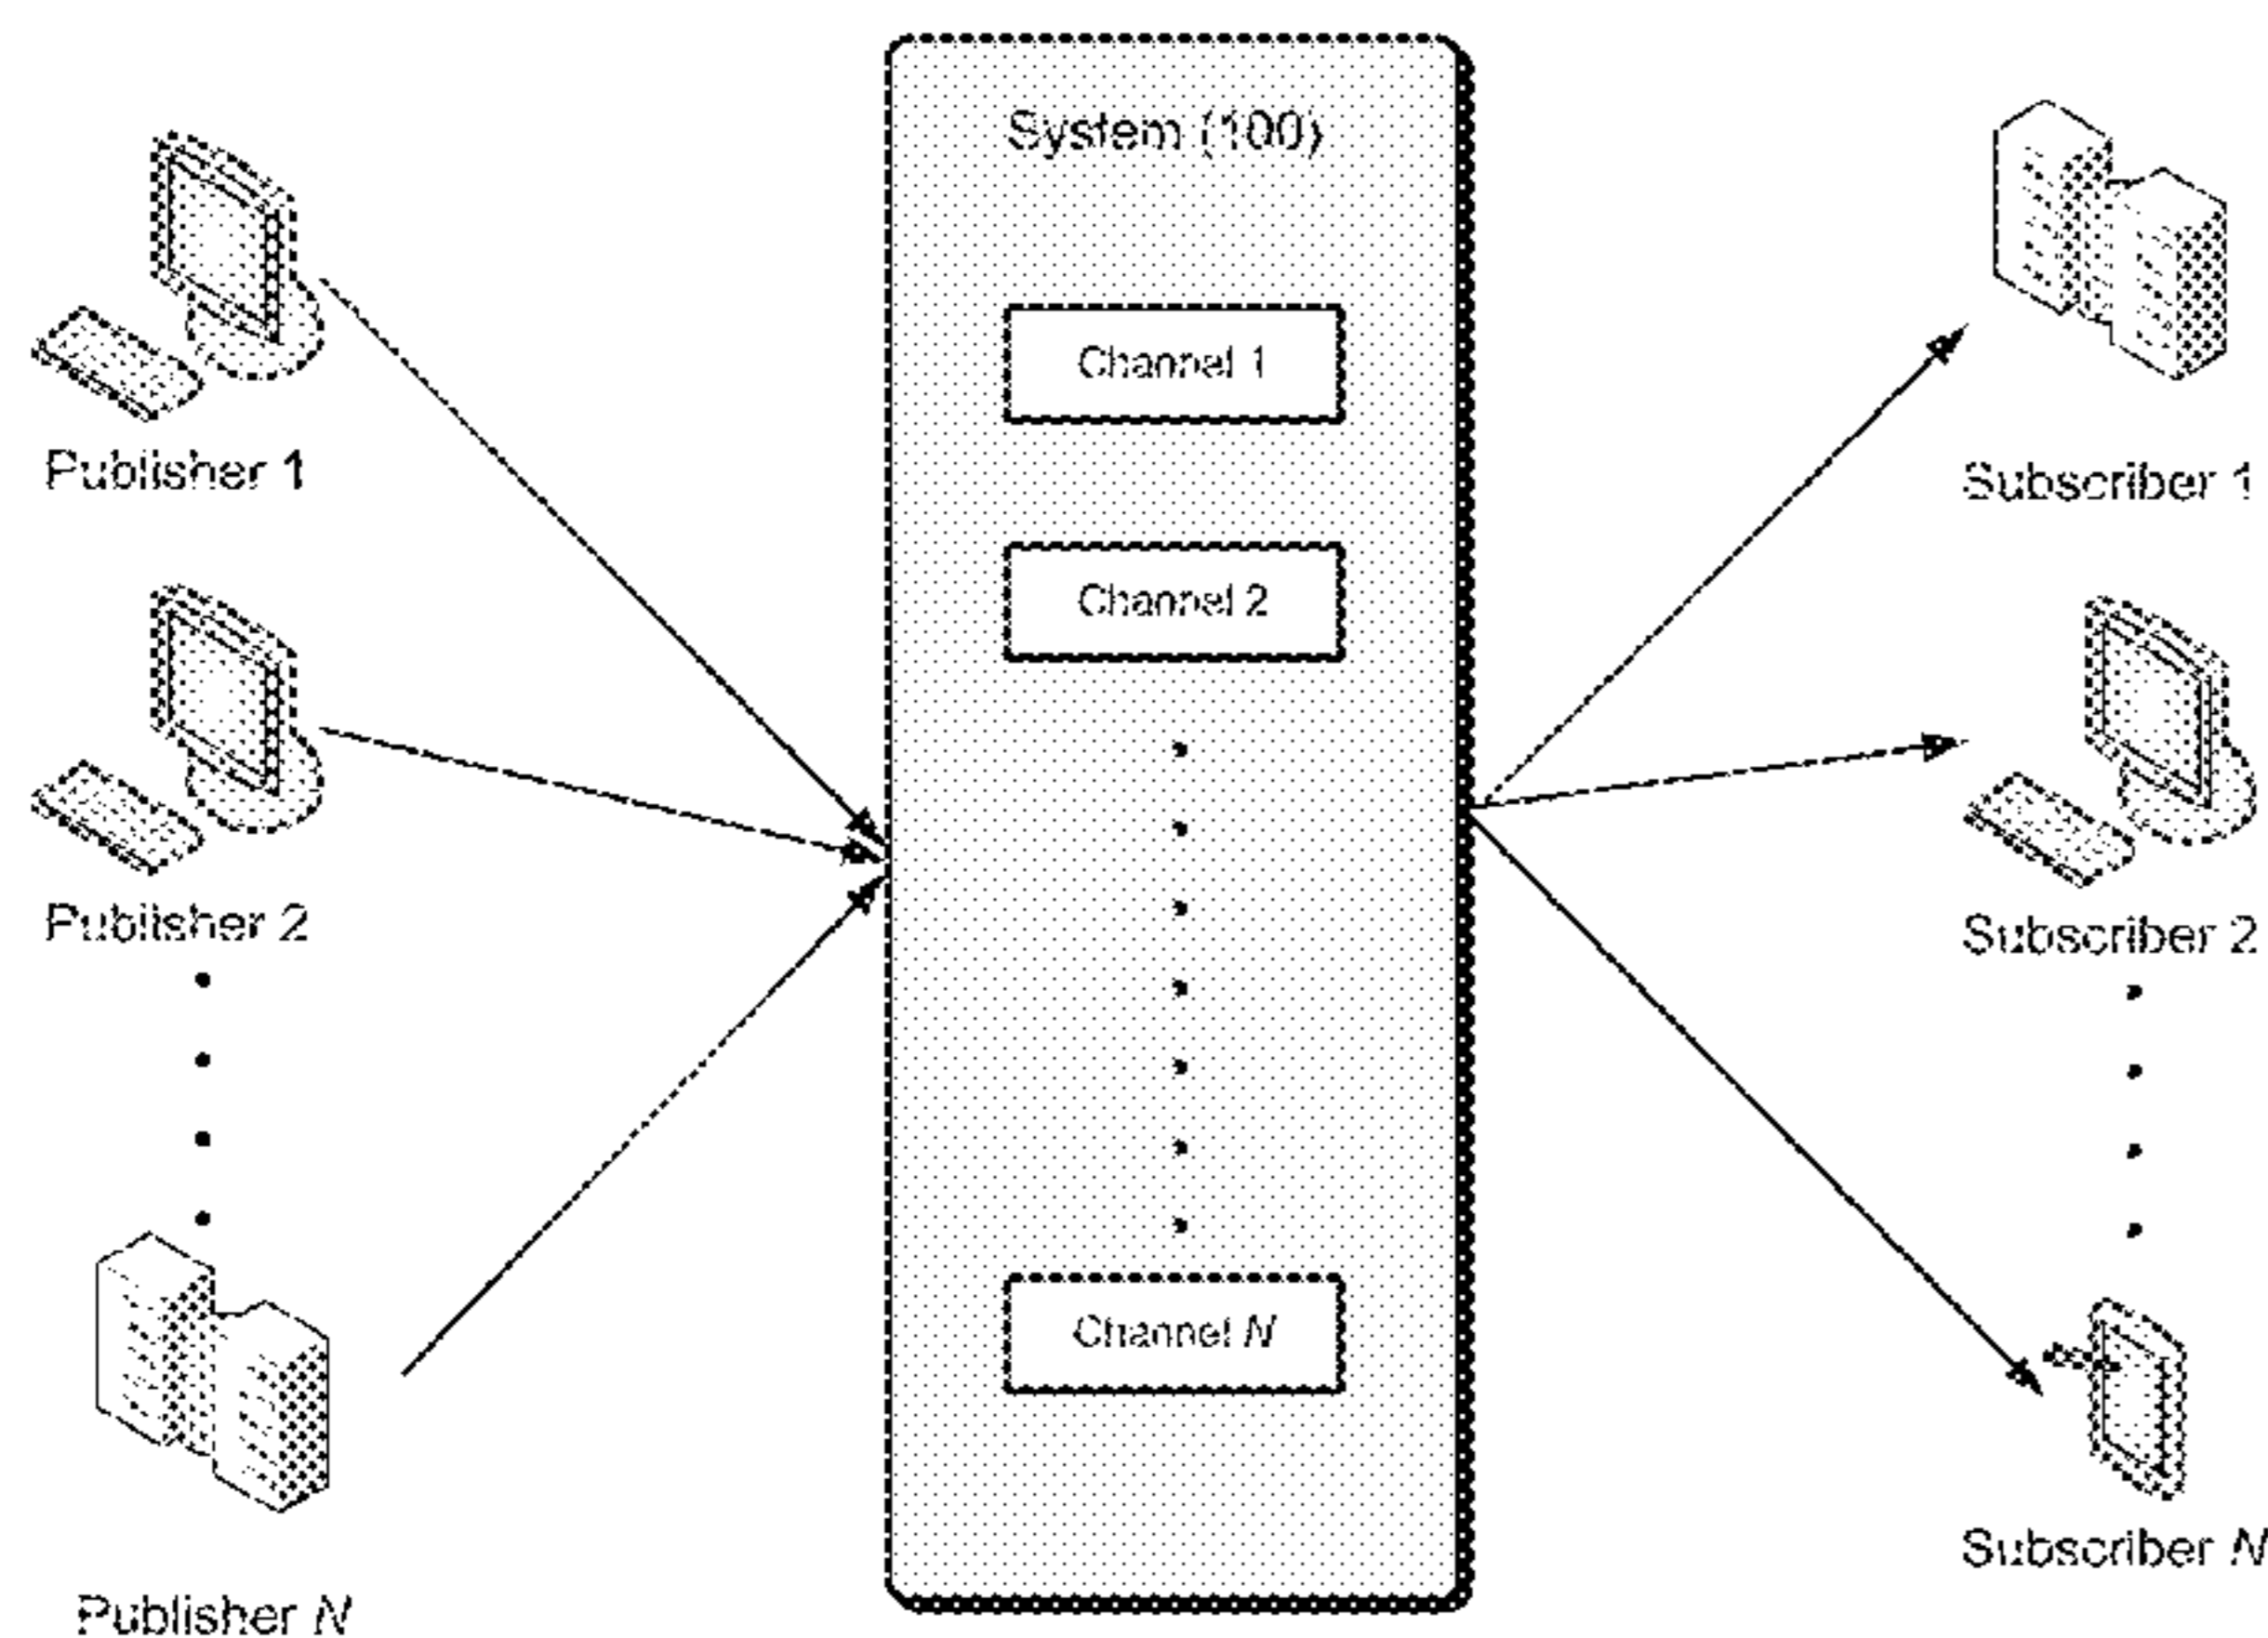 System (100)
Channel 1
Channel 2
Channel N
Publisher 1
Publisher 2
Publisher N
Subscriber 1
Subscriber 2
Subscriber N